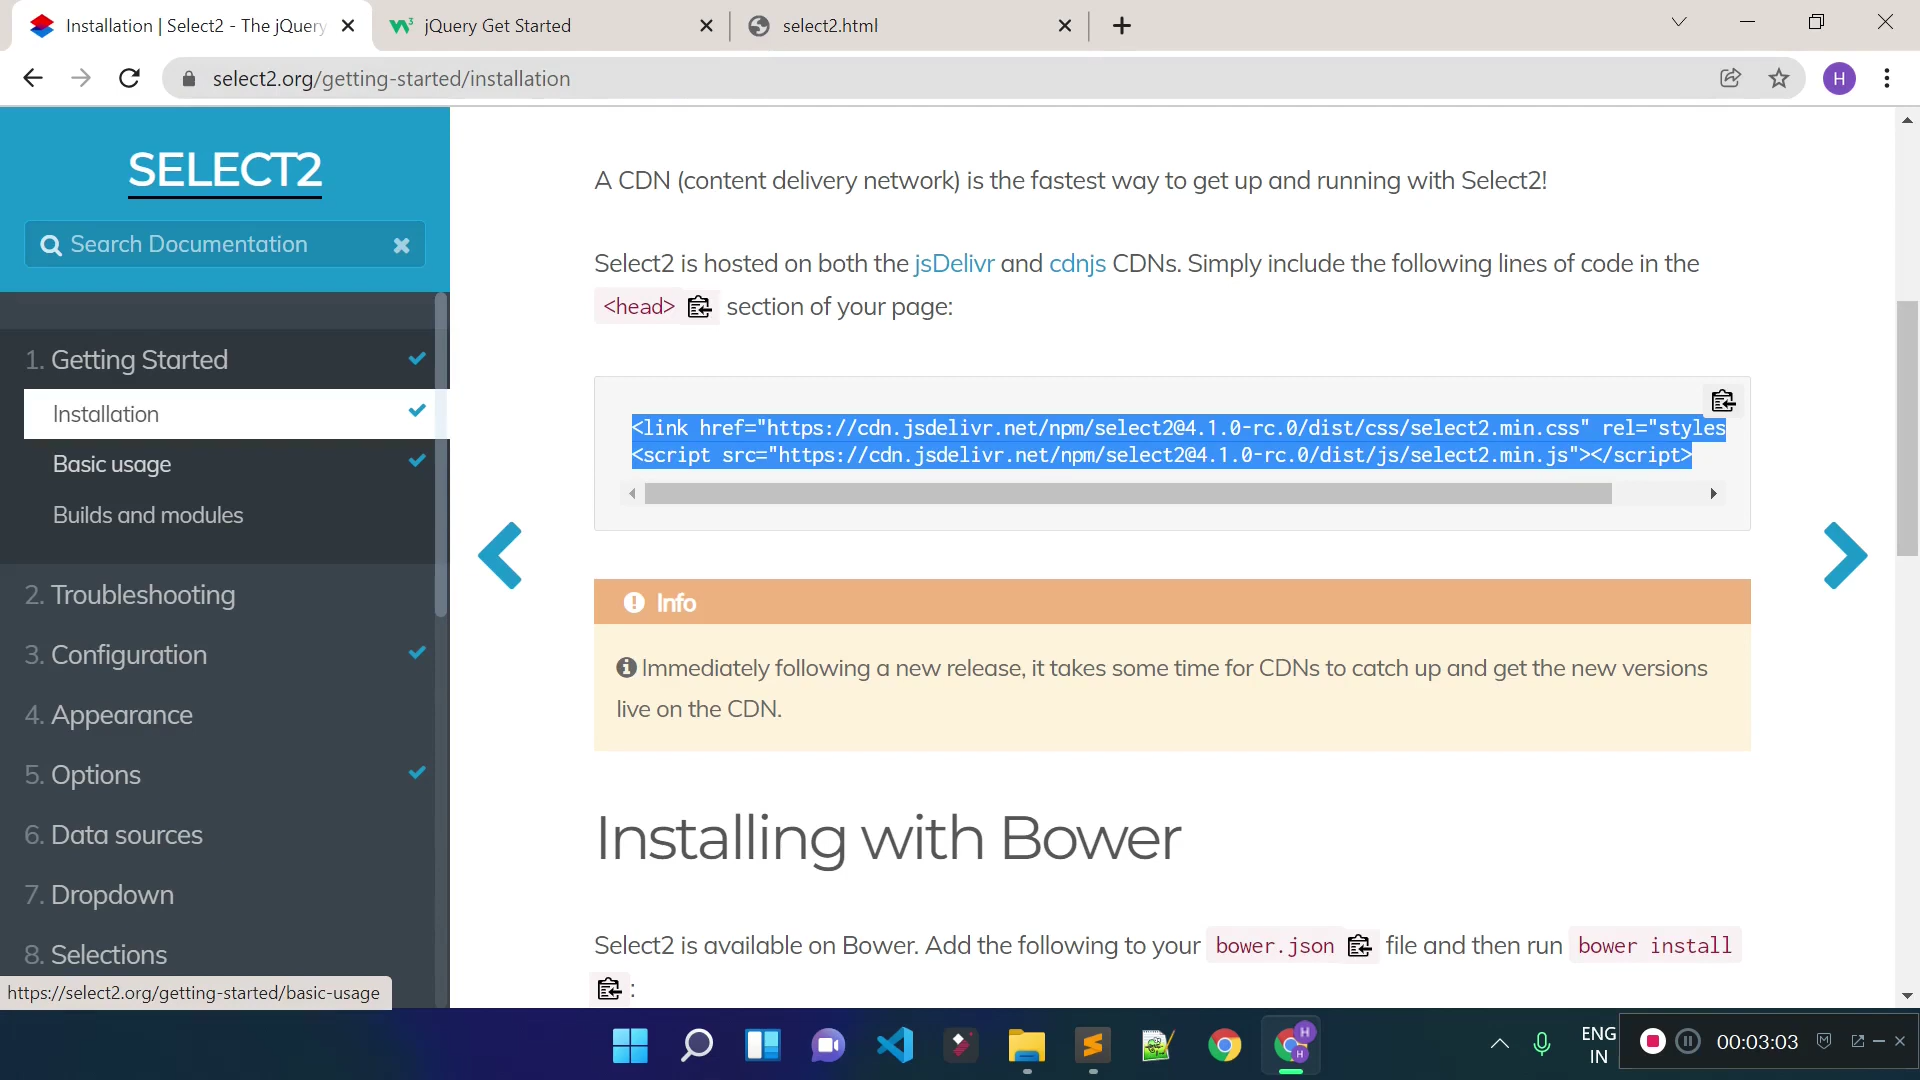 Installation | Select2 - The jQuery
jQuery Get Started
select2.html
select2.org/getting-started/installation
H
SELECT2
Search Documentation
1. Getting Started
Installation
Basic usage
Builds and modules
2. Troubleshooting
3. Configuration
4. Appearance
5. Options
6. Data sources
7. Dropdown
8. Selections
https://select2.org/getting-started/basic-usage
A CDN (content delivery network) is the fastest way to get up and running with Select2!
Select2 is hosted on both the jsDelivr and cdnjs CDNs. Simply include the following lines of code in the
<head> section of your page:
<link href="https://cdn.jsdelivr.net/npm/select2@4.1.0-rc.0/dist/css/select2.min.css" rel="styles
<script src="https://cdn.jsdelivr.net/npm/select2@4.1.0-rc.0/dist/js/select2.min.js"></script>
Info
Immediately following a new release, it takes some time for CDNs to catch up and get the new versions
live on the CDN.
Installing with Bower
Select2 is available on Bower. Add the following to your bower.json file and then run bower install
:
ENG
IN
00:03:03